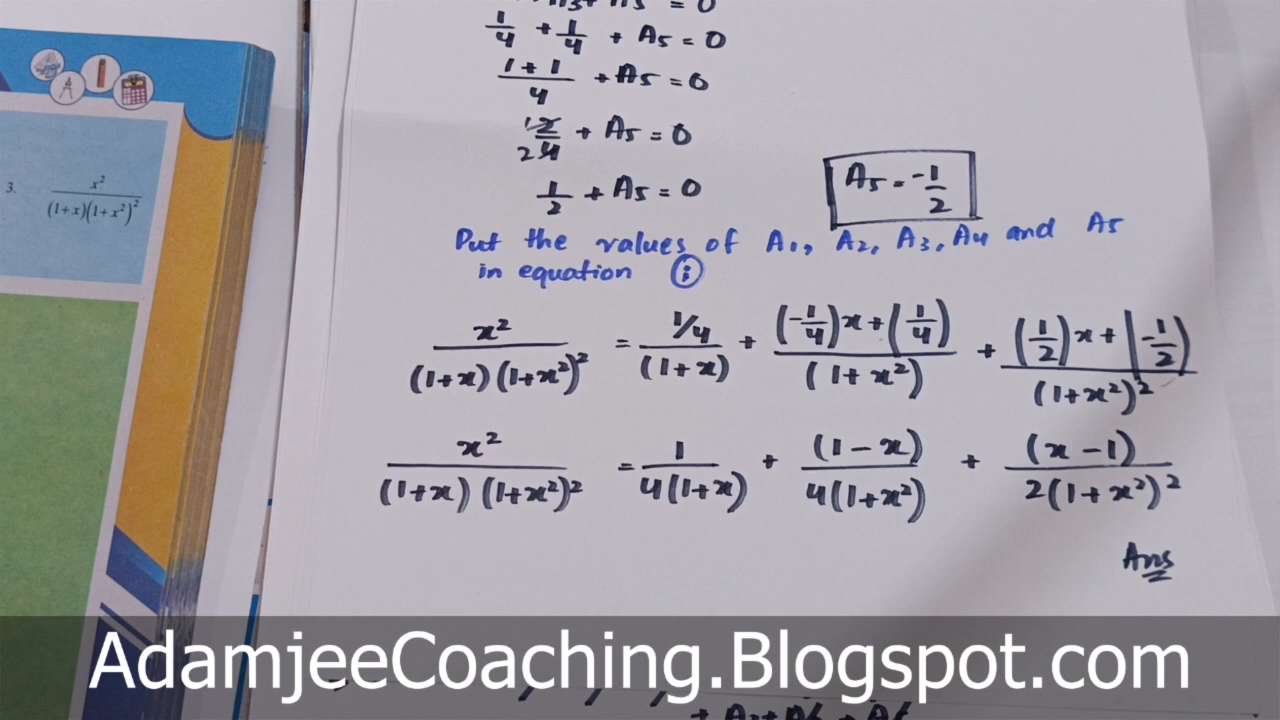 A3 + A5 = 0
1/4 + 1/4 + A5 = 0
(1+1)/4 + A5 = 0
2/4 + A5 = 0
1/2 + A5 = 0
A5 = -1/2
3. x²/((1+x)(1+x²)²)
Put the values of A1, A2, A3, A4 and A5
in equation (i)
x²/((1+x)(1+x²)²) = (1/4)/(1+x) + ((-1/4)x+(1/4))/(1+x²) + ((1/2)x+(-1/2))/(1+x²)²
x²/((1+x)(1+x²)²) = 1/(4(1+x)) + (1-x)/(4(1+x²)) + (x-1)/(2(1+x²)²)
Ans
AdamjeeCoaching.Blogspot.com